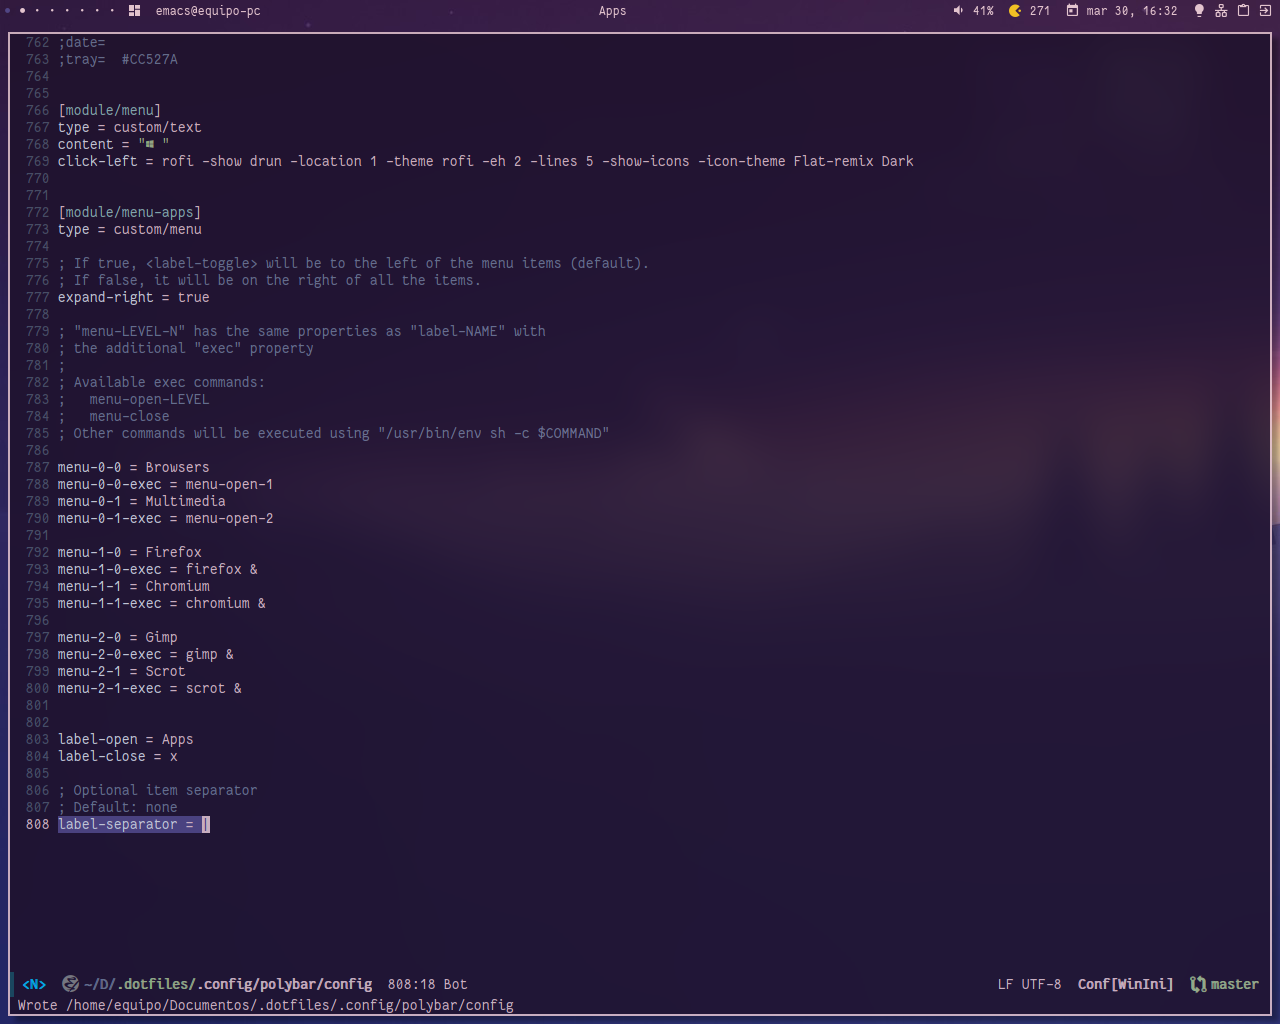 emacs@equipo-pc Apps 41% 271 mar 30, 16:32
762 ;date=
763 ;tray=  #CC527A
764
765
766 [module/menu]
767 type = custom/text
768 content = " "
769 click-left = rofi -show drun -location 1 -theme rofi -eh 2 -lines 5 -show-icons -icon-theme Flat-remix Dark
770
771
772 [module/menu-apps]
773 type = custom/menu
774
775 ; If true, <label-toggle> will be to the left of the menu items (default).
776 ; If false, it will be on the right of all the items.
777 expand-right = true
778
779 ; "menu-LEVEL-N" has the same properties as "label-NAME" with
780 ; the additional "exec" property
781 ;
782 ; Available exec commands:
783 ;   menu-open-LEVEL
784 ;   menu-close
785 ; Other commands will be executed using "/usr/bin/env sh -c $COMMAND"
786
787 menu-0-0 = Browsers
788 menu-0-0-exec = menu-open-1
789 menu-0-1 = Multimedia
790 menu-0-1-exec = menu-open-2
791
792 menu-1-0 = Firefox
793 menu-1-0-exec = firefox &
794 menu-1-1 = Chromium
795 menu-1-1-exec = chromium &
796
797 menu-2-0 = Gimp
798 menu-2-0-exec = gimp &
799 menu-2-1 = Scrot
800 menu-2-1-exec = scrot &
801
802
803 label-open = Apps
804 label-close = x
805
806 ; Optional item separator
807 ; Default: none
808 label-separator = |
<N> ~/D/.dotfiles/.config/polybar/config 808:18 Bot LF UTF-8 Conf[WinIni] master
Wrote /home/equipo/Documentos/.dotfiles/.config/polybar/config